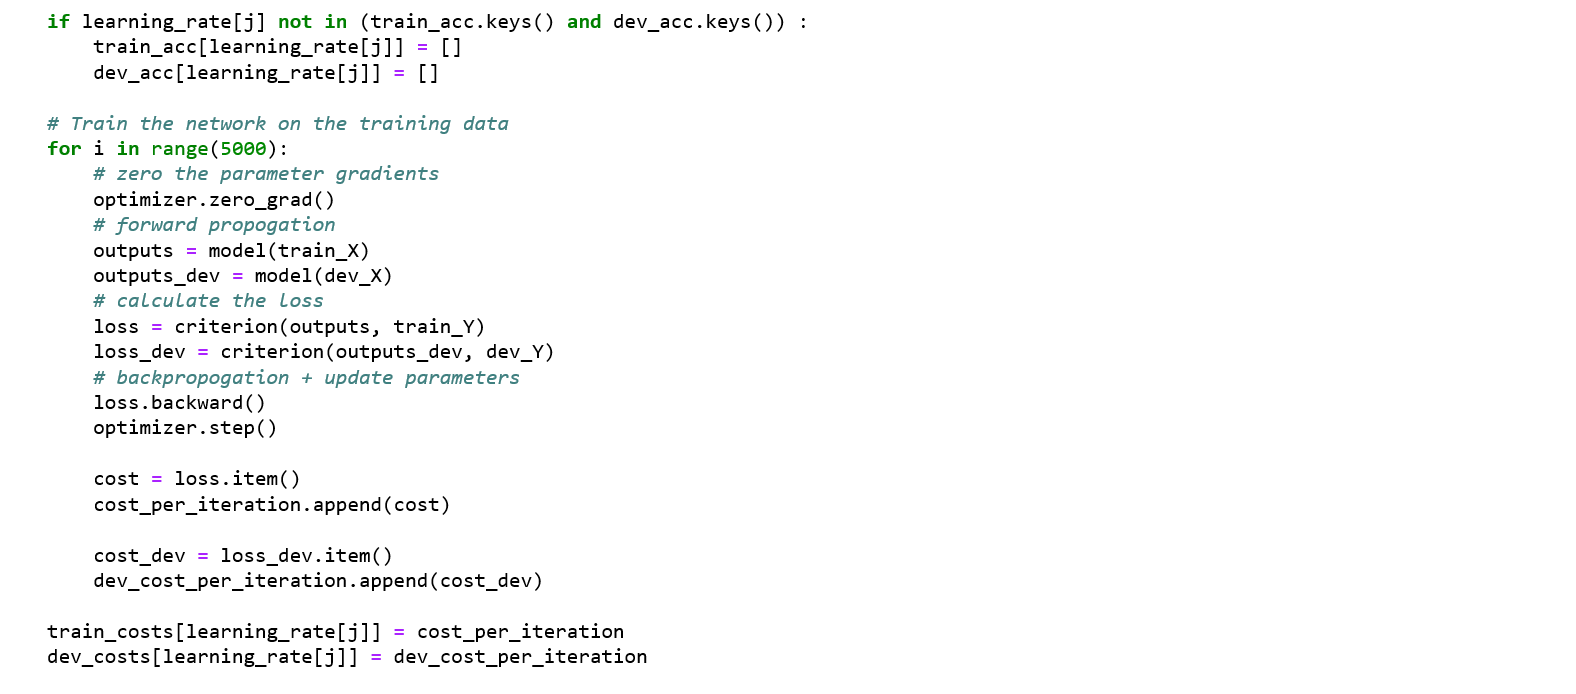 if learning_rate[j] not in (train_acc.keys() and dev_acc.keys()) :
    train_acc[learning_rate[j]] = []
    dev_acc[learning_rate[j]] = []

# Train the network on the training data
for i in range(5000):
    # zero the parameter gradients
    optimizer.zero_grad()
    # forward propogation
    outputs = model(train_X)
    outputs_dev = model(dev_X)
    # calculate the loss
    loss = criterion(outputs, train_Y)
    loss_dev = criterion(outputs_dev, dev_Y)
    # backpropogation + update parameters
    loss.backward()
    optimizer.step()

    cost = loss.item()
    cost_per_iteration.append(cost)

    cost_dev = loss_dev.item()
    dev_cost_per_iteration.append(cost_dev)

train_costs[learning_rate[j]] = cost_per_iteration
dev_costs[learning_rate[j]] = dev_cost_per_iteration